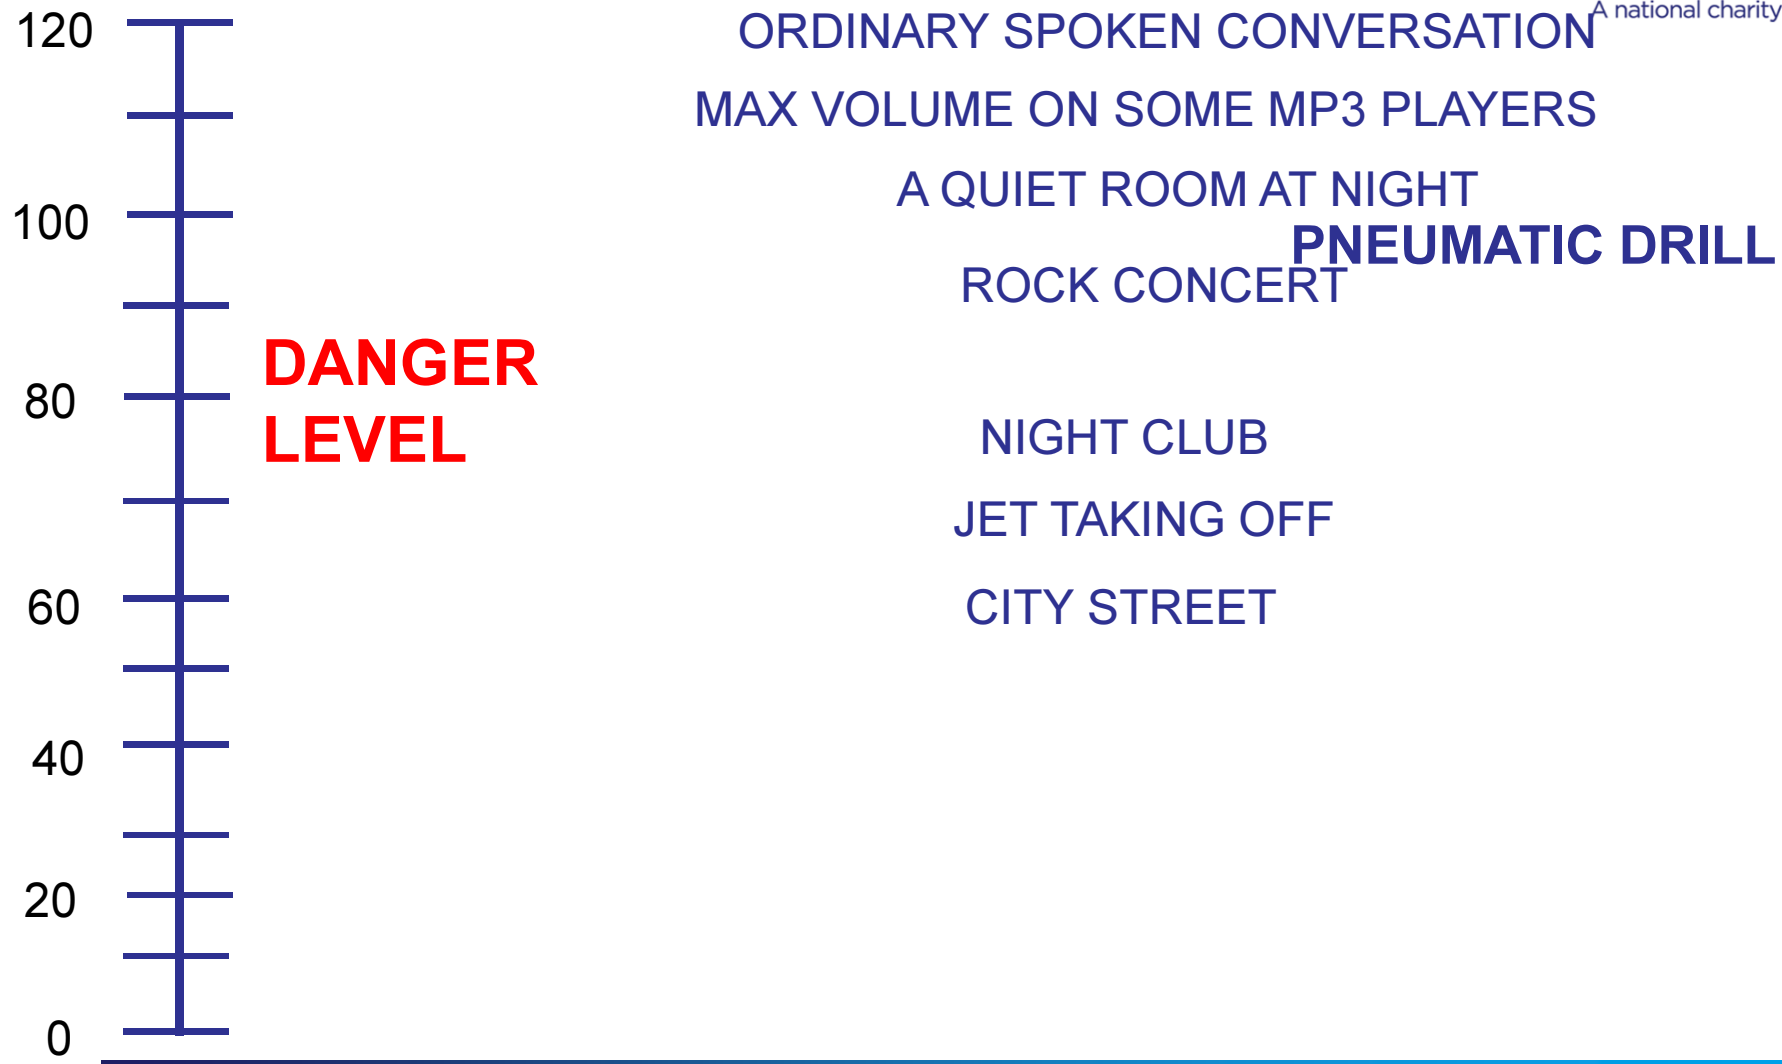 A national charity
120
ORDINARY SPOKEN CONVERSATION
MAX VOLUME ON SOME MP3 PLAYERS
A QUIET ROOM AT NIGHT
100
PNEUMATIC DRILL
ROCK CONCERT
DANGER
LEVEL
80
NIGHT CLUB
JET TAKING OFF
60
CITY STREET
40
20
0